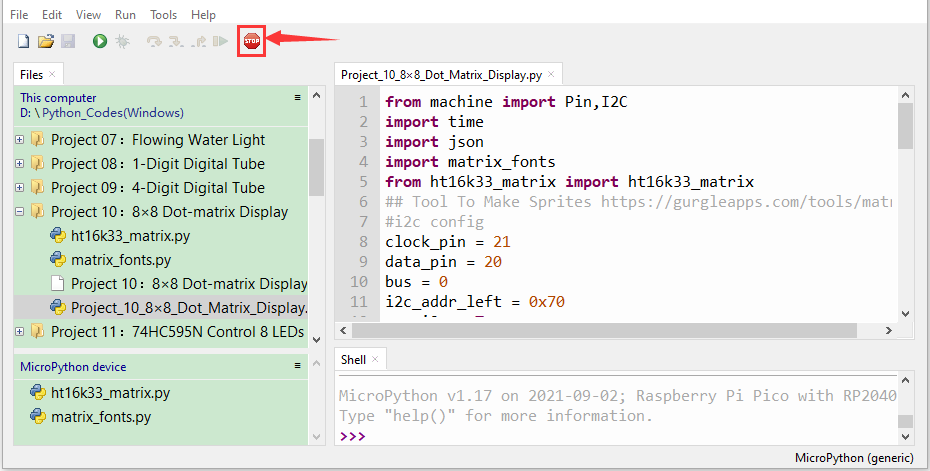 File Edit View Run Tools Help
STOP
Files
This computer
D: \ Python_Codes(Windows)
Project 07：Flowing Water Light
Project 08：1-Digit Digital Tube
Project 09：4-Digit Digital Tube
Project 10：8×8 Dot-matrix Display
ht16k33_matrix.py
matrix_fonts.py
Project 10：8×8 Dot-matrix Display
Project_10_8×8_Dot_Matrix_Display.
Project 11：74HC595N Control 8 LEDs
MicroPython device
ht16k33_matrix.py
matrix_fonts.py
Project_10_8×8_Dot_Matrix_Display.py
1 from machine import Pin,I2C
2 import time
3 import json
4 import matrix_fonts
5 from ht16k33_matrix import ht16k33_matrix
6 ## Tool To Make Sprites https://gurgleapps.com/tools/matr
7 #i2c config
8 clock_pin = 21
9 data_pin = 20
10 bus = 0
11 i2c_addr_left = 0x70
Shell
MicroPython v1.17 on 2021-09-02; Raspberry Pi Pico with RP2040
Type "help()" for more information.
>>>
MicroPython (generic)